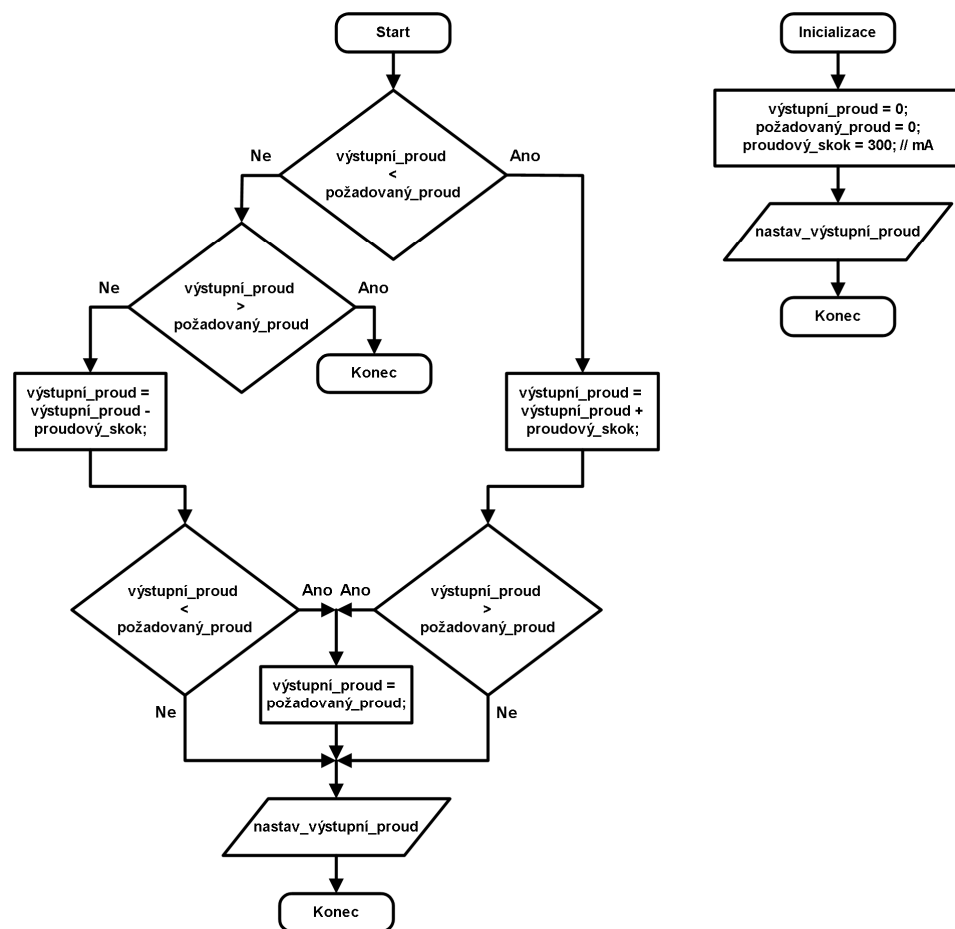 Start
Inicializace
výstupní_proud = 0;
požadovaný_proud = 0;
proudový_skok = 300; // mA
nastav_výstupní_proud
Konec
Ne
výstupní_proud
<
požadovaný_proud
Ano
Ne
výstupní_proud
>
požadovaný_proud
Ano
Konec
výstupní_proud =
výstupní_proud -
proudový_skok;
výstupní_proud =
výstupní_proud +
proudový_skok;
výstupní_proud
<
požadovaný_proud
Ano
Ano
výstupní_proud
>
požadovaný_proud
Ne
výstupní_proud =
požadovaný_proud;
Ne
nastav_výstupní_proud
Konec